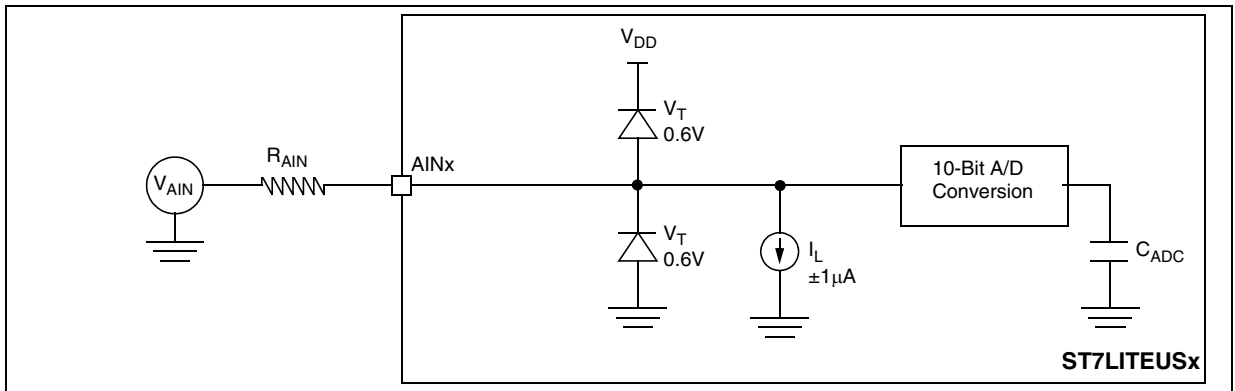 V_DD
V_T
0.6V
R_AIN
AINx
V_AIN
10-Bit A/D
Conversion
V_T
0.6V
I_L
±1μA
C_ADC
ST7LITEUSx